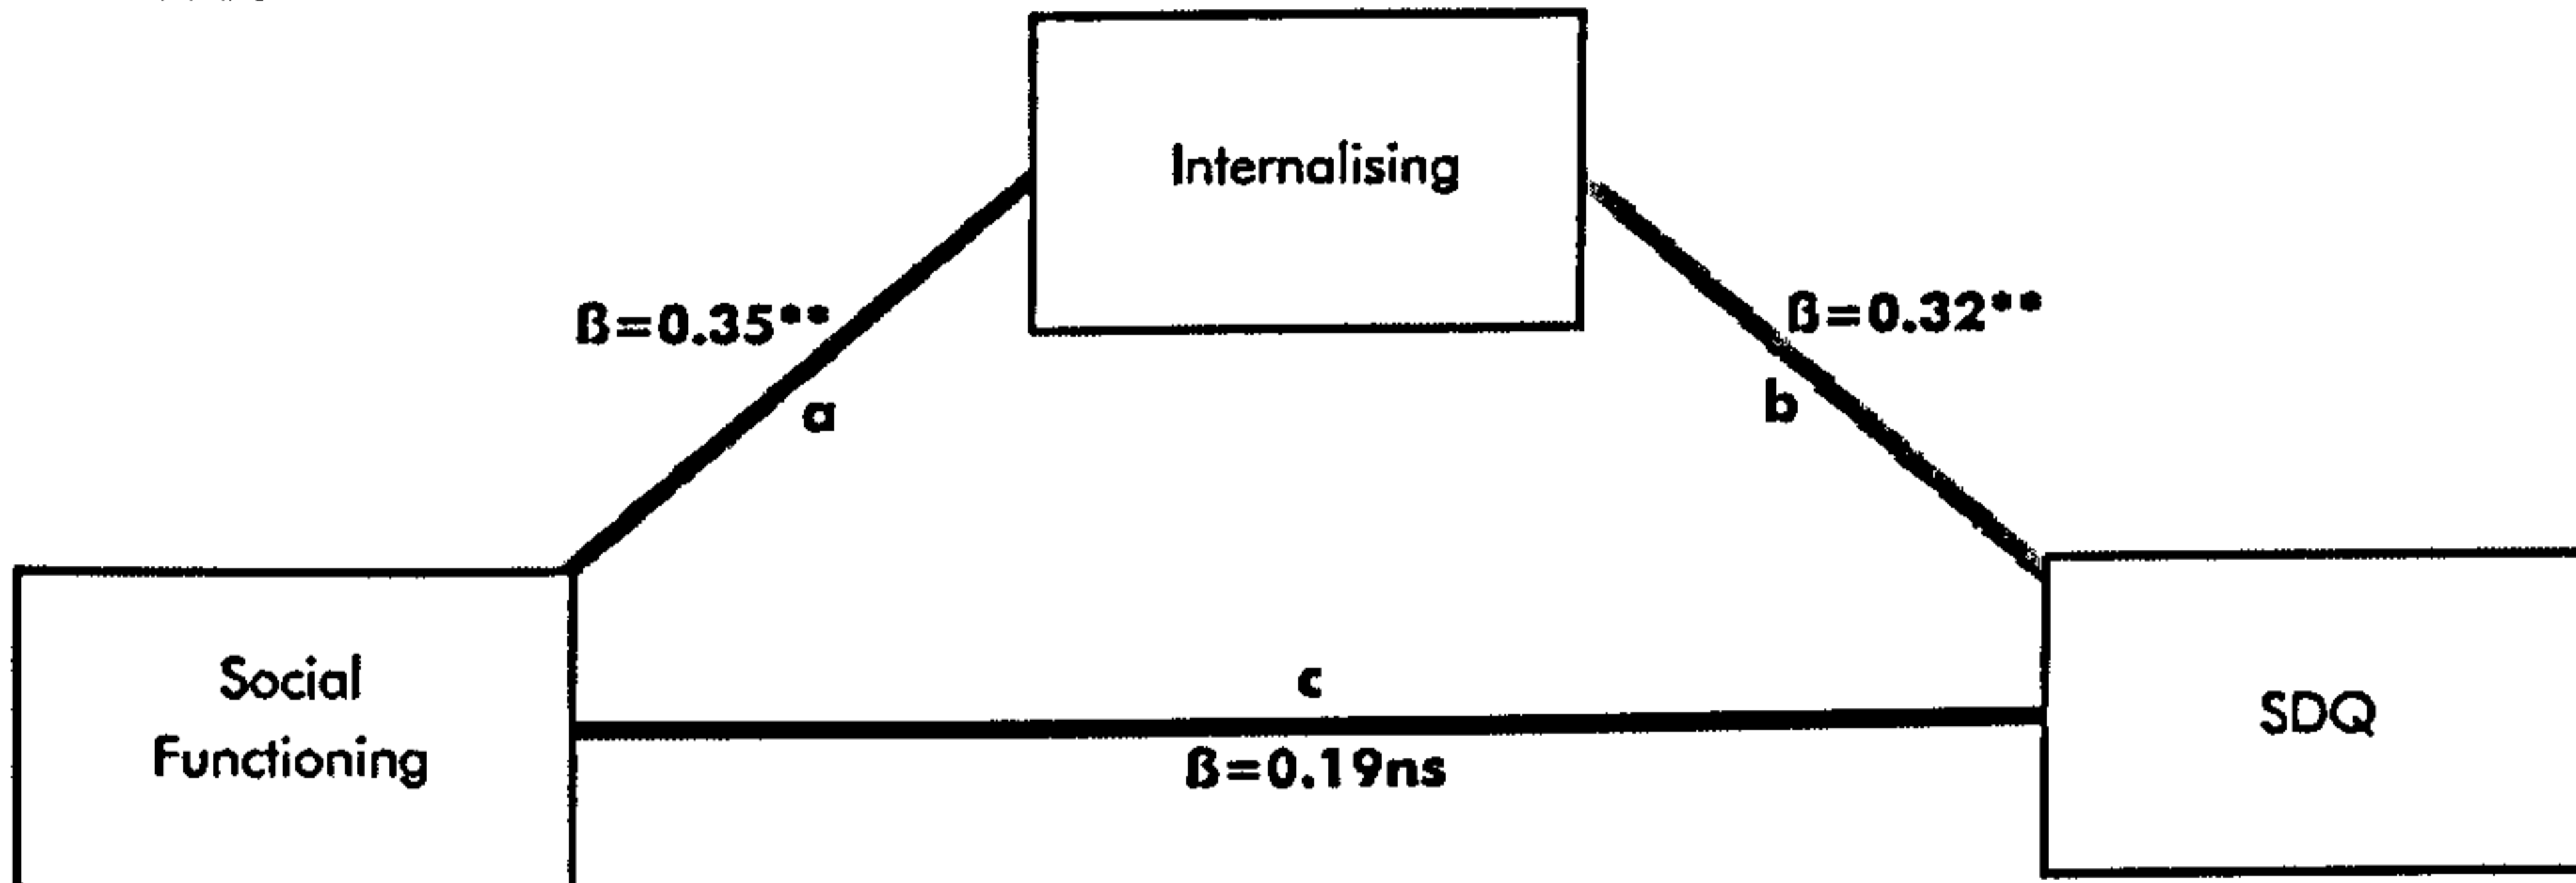 Internalising
ß=0.35**
ß=0.32**
a
b
Social
Functioning
c
SDQ
ß=0.19ns